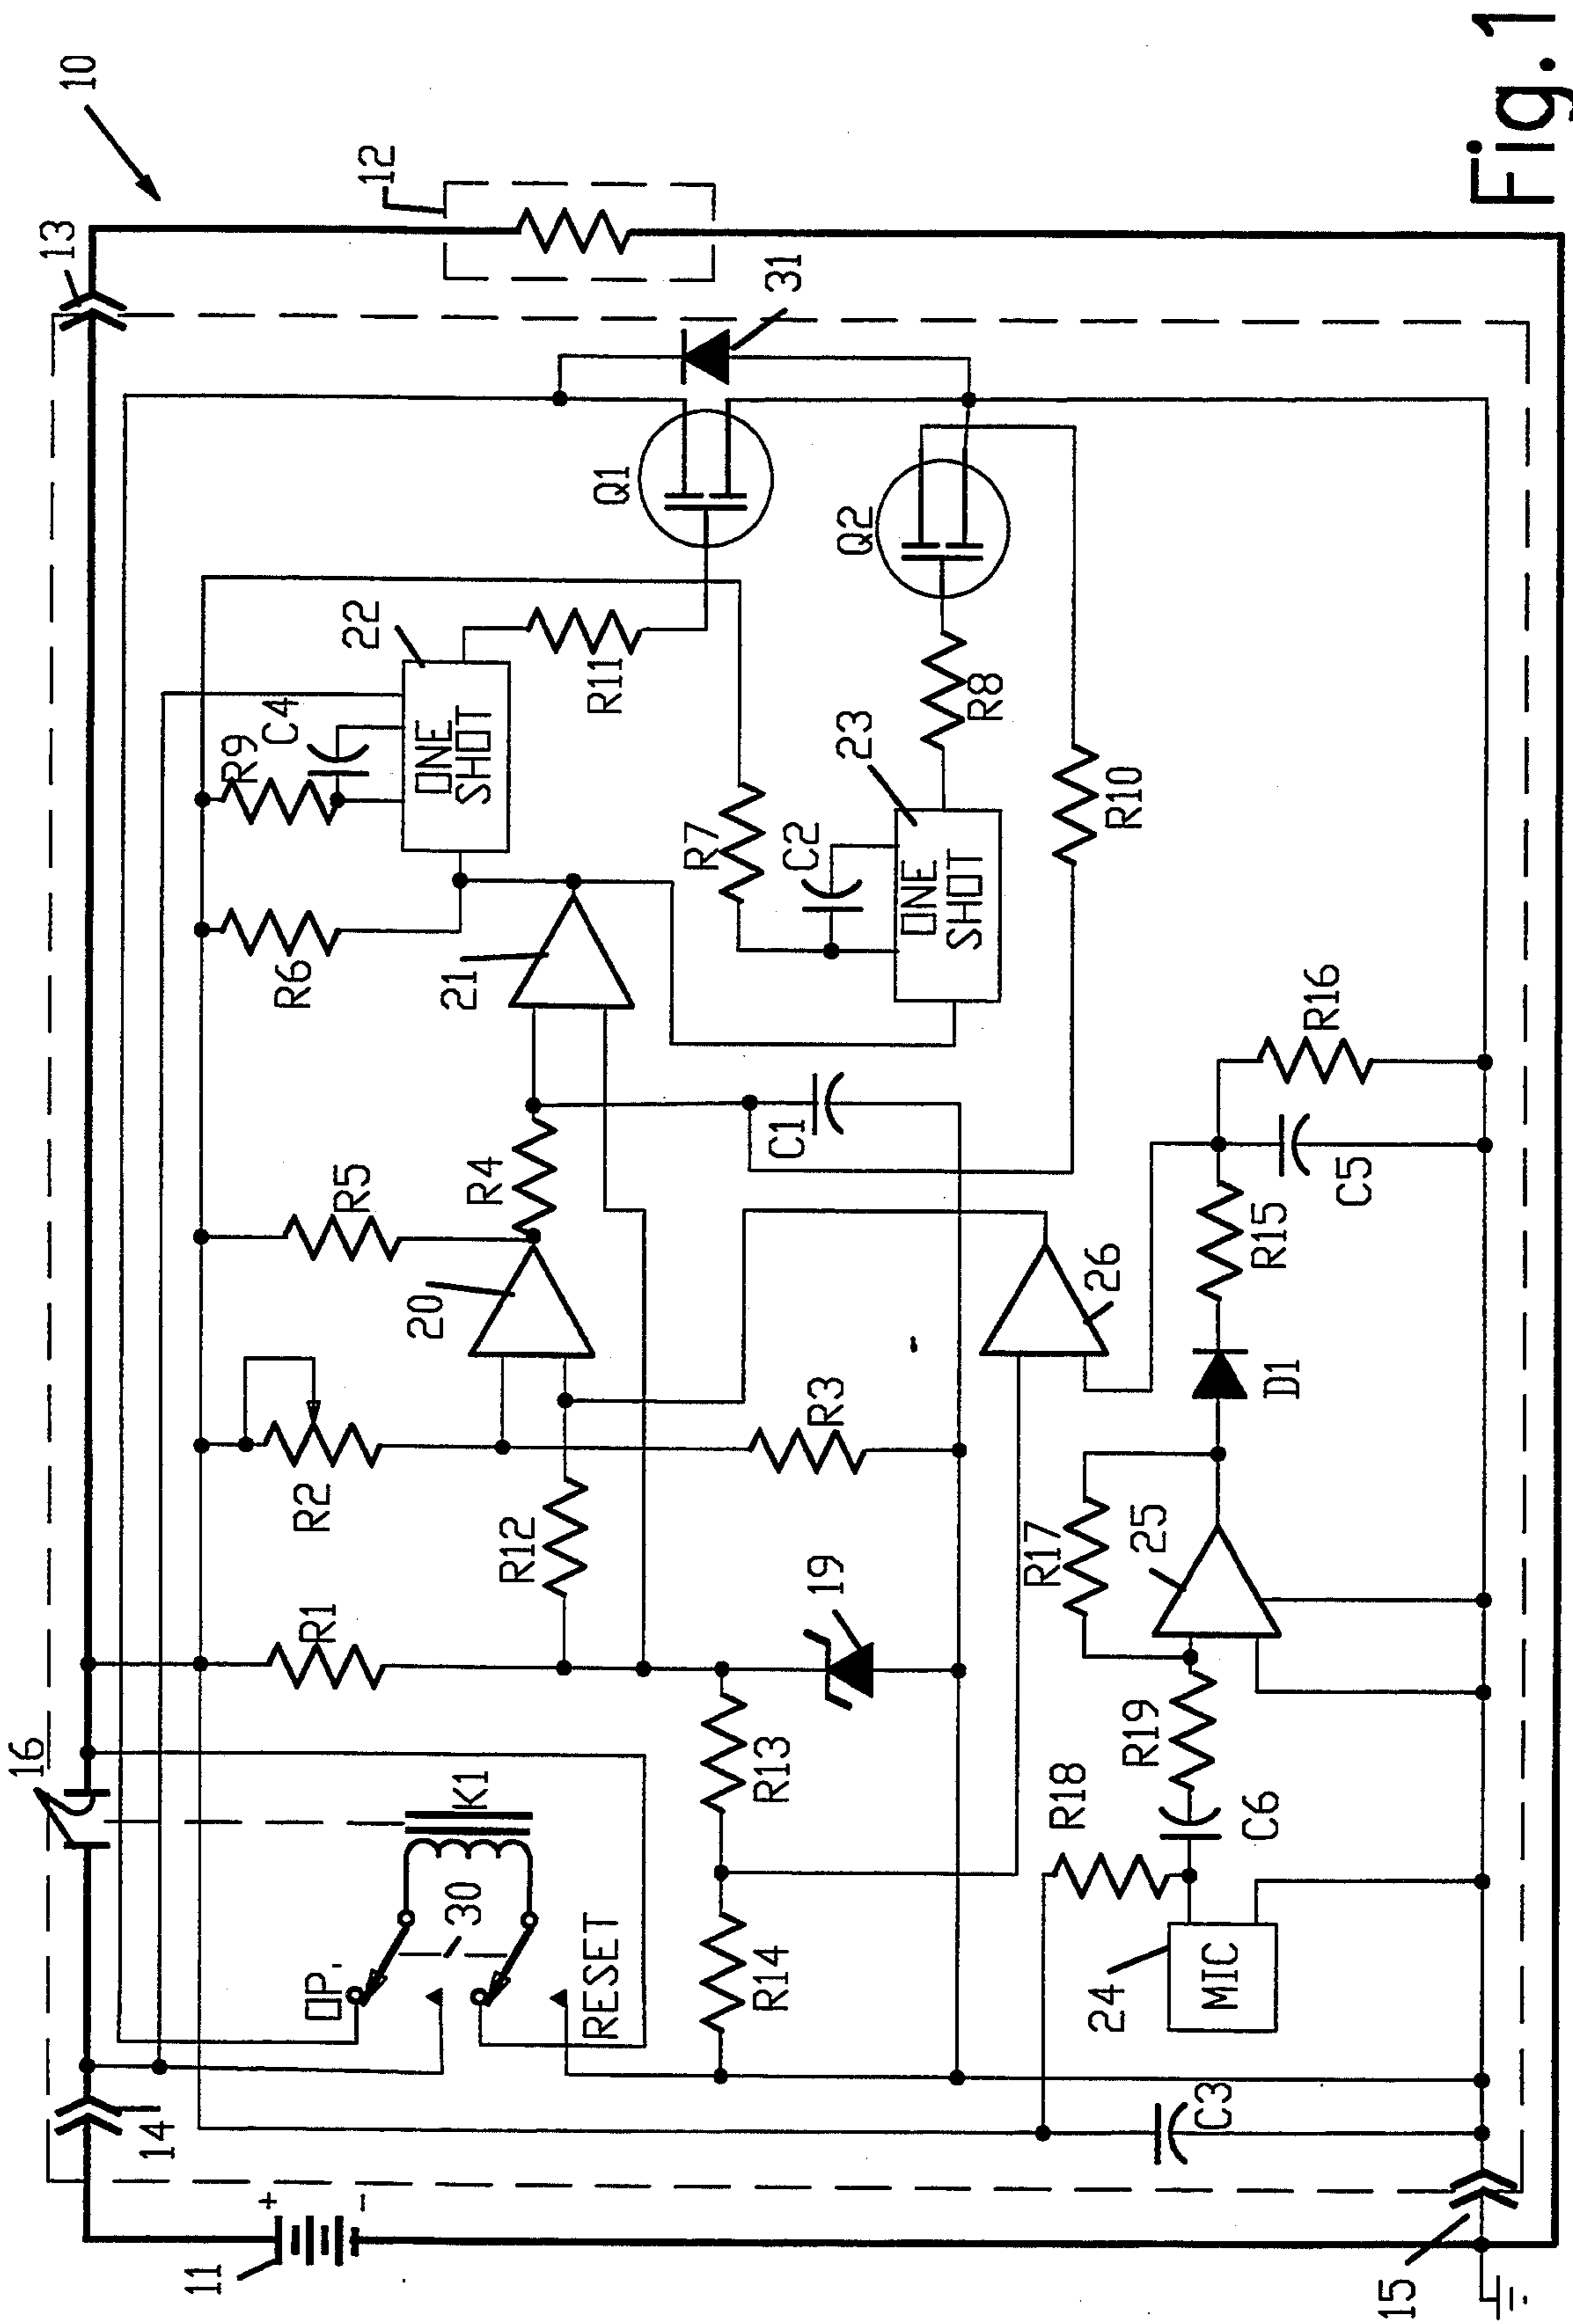 10
13
12
31
16
22
Q1
Q2
R9
C4
ONE
SHOT
R11
R6
R7
C2
23
ONE
SHOT
R8
R10
21
R5
R4
C1
R16
20
26
C5
R15
R2
R3
D1
R12
R17
25
R1
19
K1
R13
R19
R18
C6
30
OP.
RESET
R14
24
MIC
14
C3
11
+
-
15
Fig.1